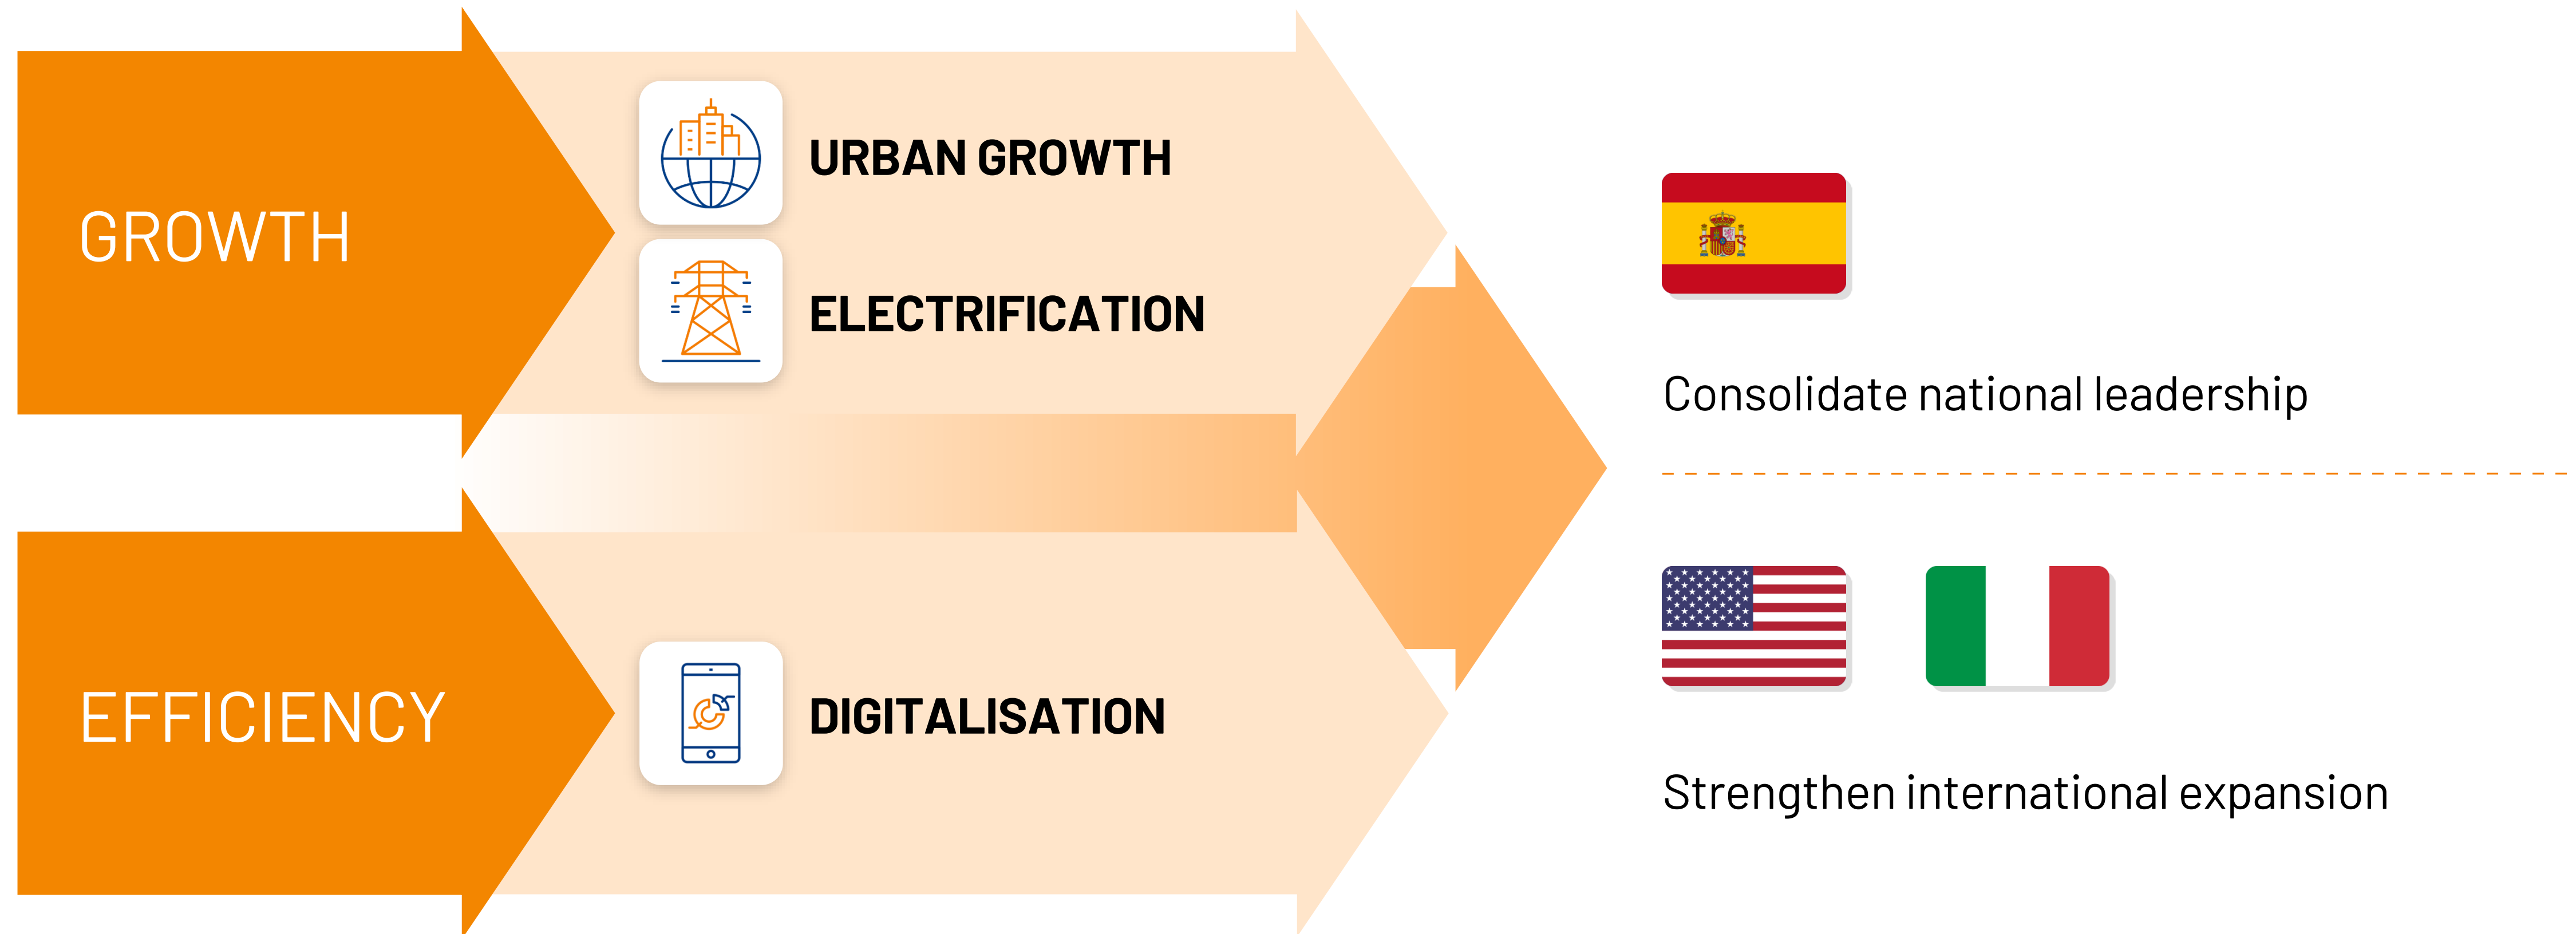 GROWTH
URBAN GROWTH
ELECTRIFICATION
EFFICIENCY
DIGITALISATION
Consolidate national leadership
Strengthen international expansion